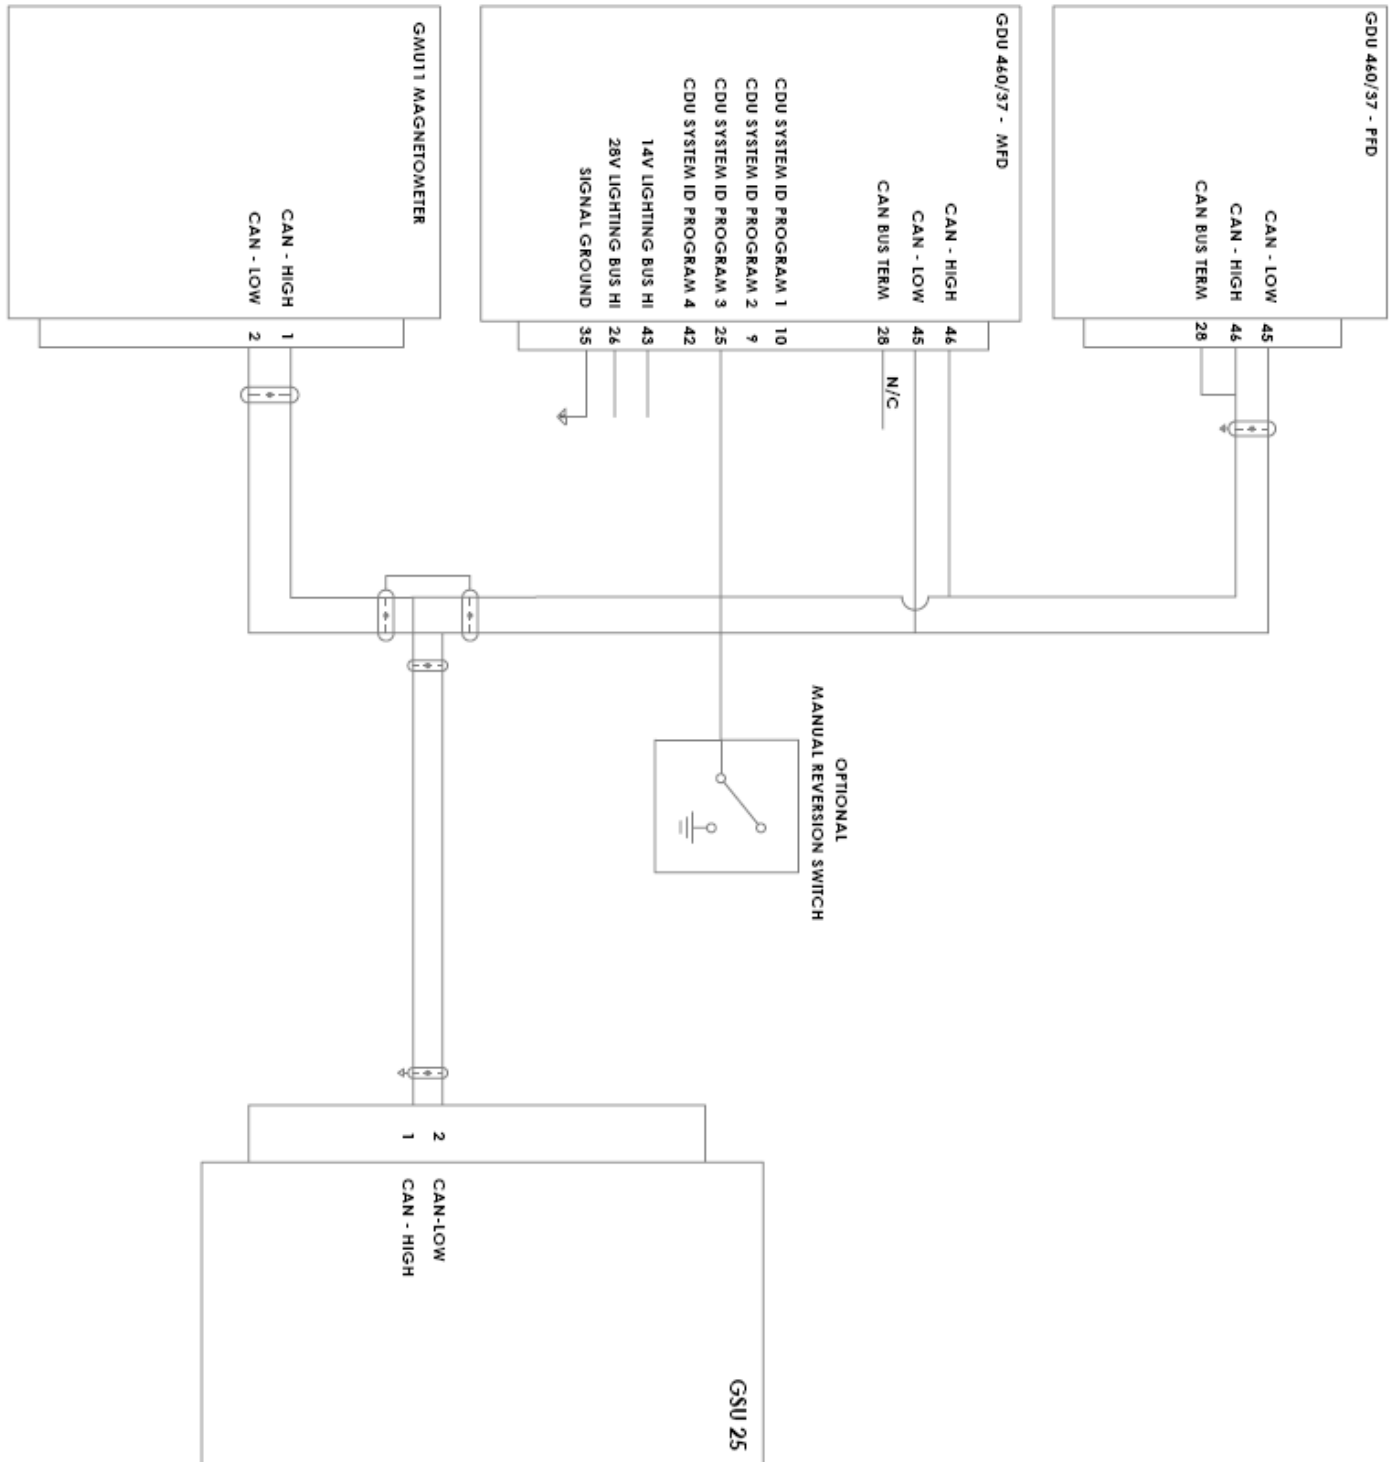 GDU 460/37 - PFD
CAN - LOW
CAN - HIGH
CAN BUS TERM
45
46
28
GDU 460/37 - MFD
CAN - HIGH
CAN - LOW
CAN BUS TERM
CDU SYSTEM ID PROGRAM 1
CDU SYSTEM ID PROGRAM 2
CDU SYSTEM ID PROGRAM 3
CDU SYSTEM ID PROGRAM 4
14V LIGHTING BUS HI
28V LIGHTING BUS HI
SIGNAL GROUND
46
45
28
10
9
25
42
43
26
35
N/C
GMU11 MAGNETOMETER
CAN - HIGH
CAN - LOW
1
2
OPTIONAL
MANUAL REVERSION SWITCH
2
1
CAN-LOW
CAN - HIGH
GSU 25